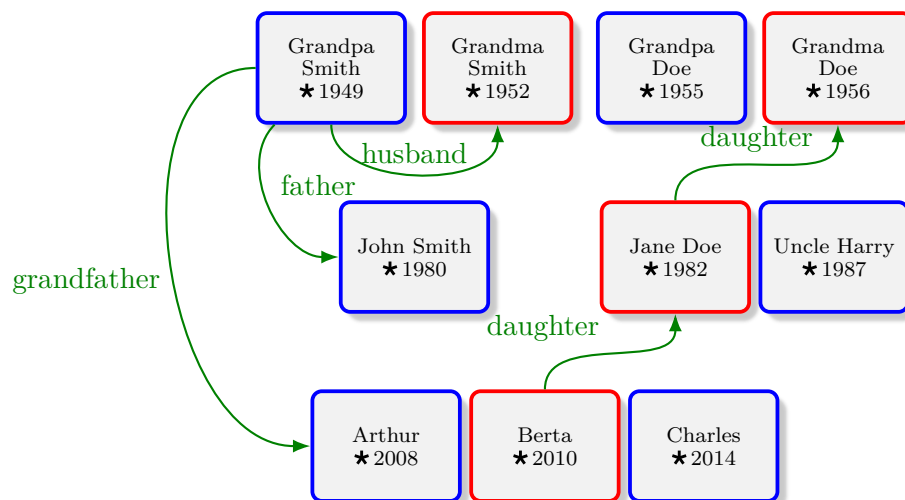 Grandpa
Smith
★1949
Grandma
Smith
★1952
Grandpa
Doe
★1955
Grandma
Doe
★1956
husband
daughter
father
John Smith
★1980
Jane Doe
★1982
Uncle Harry
★1987
grandfather
daughter
Arthur
★2008
Berta
★2010
Charles
★2014